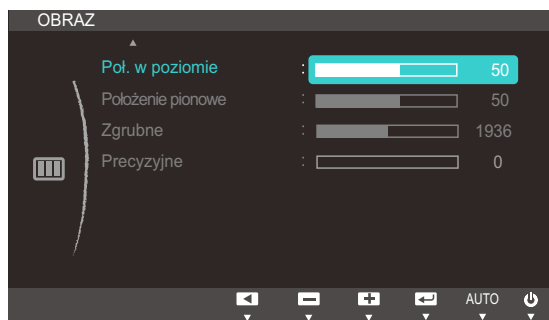 OBRAZ
Poł. w poziomie : 50
Położenie pionowe : 50
Zgrubne : 1936
Precyzyjne : 0
AUTO